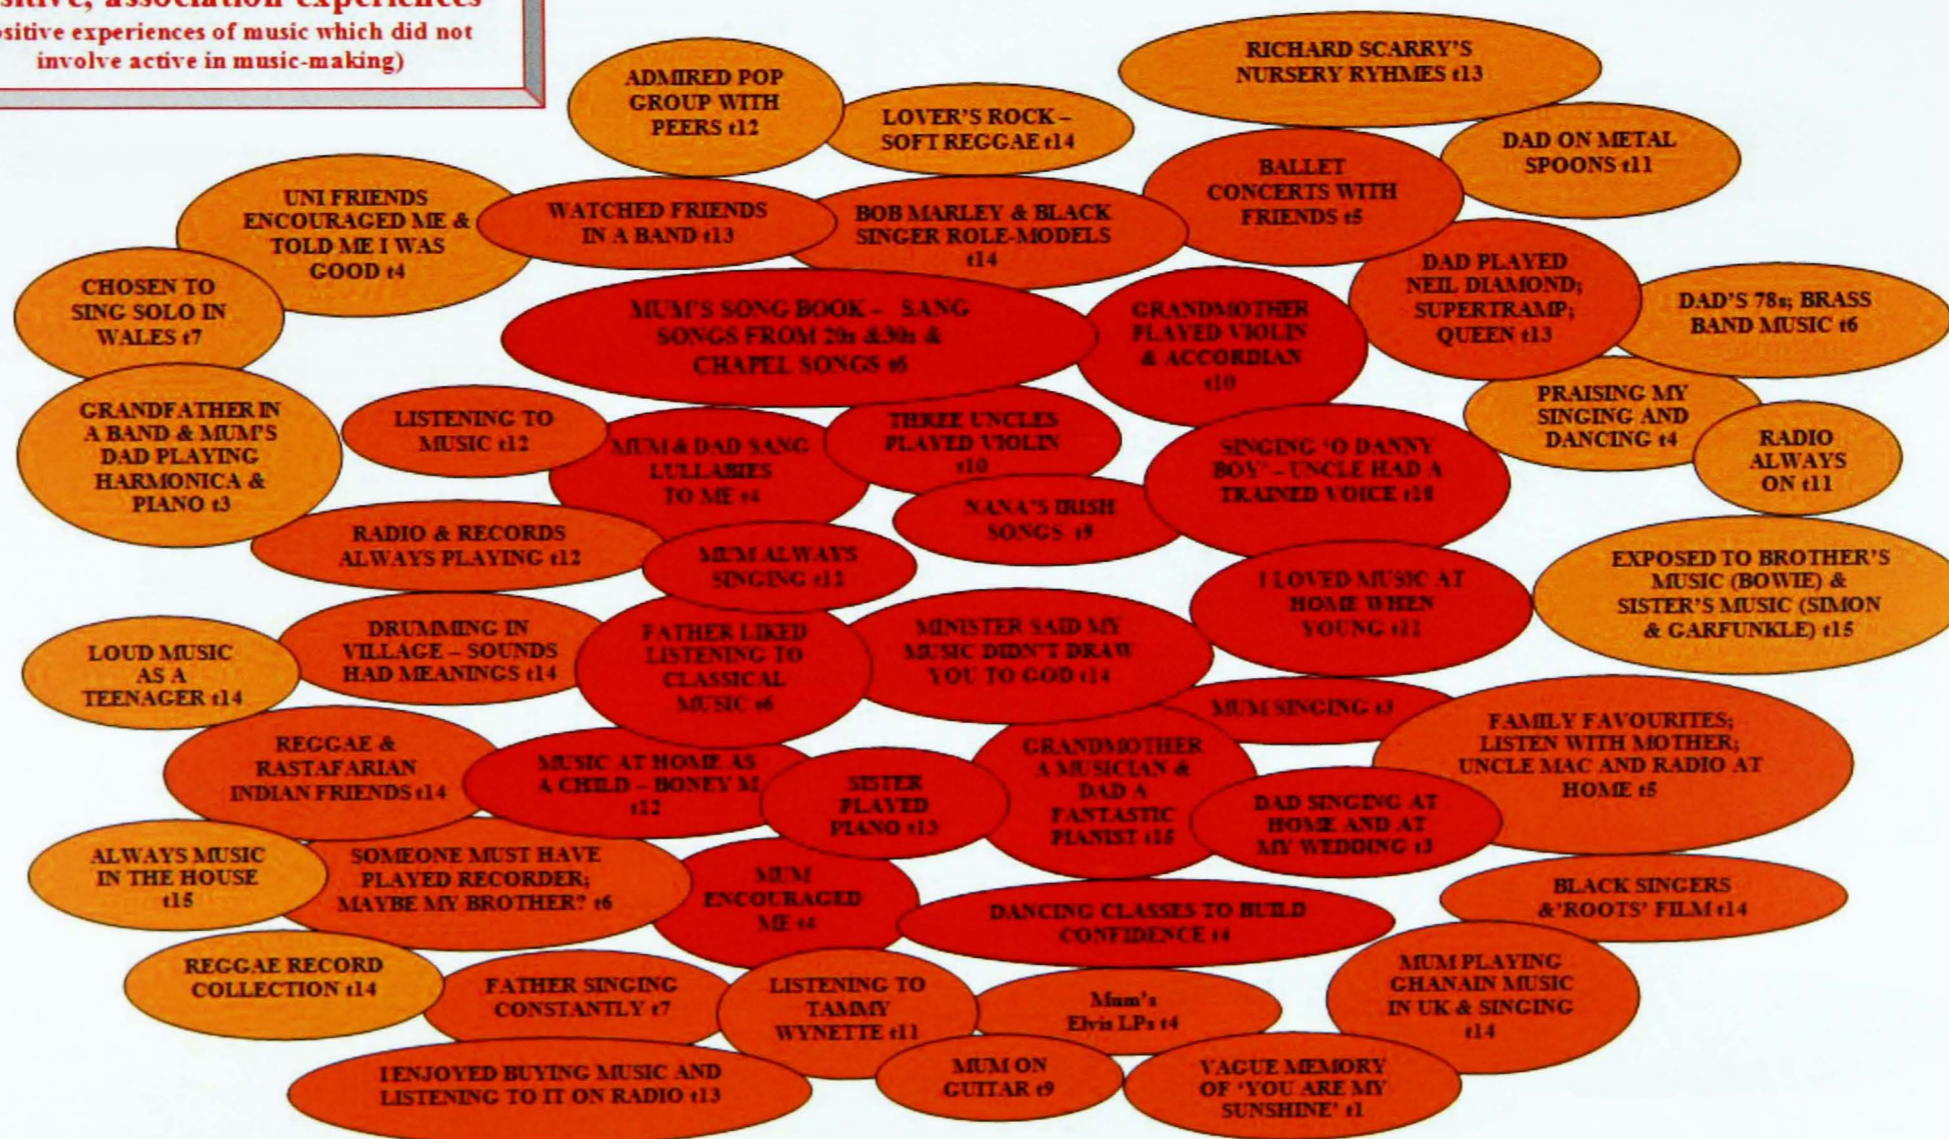 association experiences
experiences of music which did not
involve active in music-making)
ADMIRED POP
GROUP WITH
PEERS t12
LOVER'S ROCK –
SOFT REGGAE t14
RICHARD SCARRY'S
NURSERY RYHMES t13
DAD ON METAL
SPOONS t11
UNI FRIENDS
ENCOURAGED ME &
TOLD ME I WAS
GOOD t4
WATCHED FRIENDS
IN A BAND t13
BOB MARLEY & BLACK
SINGER ROLE-MODELS
t14
BALLET
CONCERTS WITH
FRIENDS t5
CHOSEN TO
SING SOLO IN
WALES t7
MUM'S SONG BOOK – SANG
SONGS FROM 20s &30s &
CHAPEL SONGS t6
GRANDMOTHER
PLAYED VIOLIN
& ACCORDIAN
t10
DAD PLAYED
NEIL DIAMOND;
SUPERTRAMP;
QUEEN t13
DAD'S 78s; BRASS
BAND MUSIC t6
GRANDFATHER IN
A BAND & MUM'S
DAD PLAYING
HARMONICA &
PIANO t3
LISTENING TO
MUSIC t12
MUM & DAD SANG
LULLABIES
TO ME t4
THREE UNCLES
PLAYED VIOLIN
t10
SINGING 'O DANNY
BOY' – UNCLE HAD A
TRAINED VOICE t10
PRAISING MY
SINGING AND
DANCING t4
RADIO
ALWAYS
ON t11
RADIO & RECORDS
ALWAYS PLAYING t12
MUM ALWAYS
SINGING t12
NANA'S IRISH
SONGS t9
I LOVED MUSIC AT
HOME WHEN
YOUNG t11
EXPOSED TO BROTHER'S
MUSIC (BOWIE) &
SISTER'S MUSIC (SIMON
& GARFUNKLE) t15
LOUD MUSIC
AS A
TEENAGER t14
DRUMMING IN
VILLAGE – SOUNDS
HAD MEANINGS t14
FATHER LIKED
LISTENING TO
CLASSICAL
MUSIC t6
MINISTER SAID MY
MUSIC DIDN'T DRAW
YOU TO GOD t14
MUM SINGING t3
FAMILY FAVOURITES;
LISTEN WITH MOTHER;
UNCLE MAC AND RADIO AT
HOME t5
REGGAE &
RASTAFARIAN
INDIAN FRIENDS t14
MUSIC AT HOME AS
A CHILD – BONEY M
t12
SISTER
PLAYED
PIANO t13
GRANDMOTHER
A MUSICIAN &
DAD A
FANTASTIC
PIANIST t15
DAD SINGING AT
HOME AND AT
MY WEDDING t3
ALWAYS MUSIC
IN THE HOUSE
t15
SOMEONE MUST HAVE
PLAYED RECORDER;
MAYBE MY BROTHER? t6
MUM
ENCOURAGED
ME t4
DANCING CLASSES TO BUILD
CONFIDENCE t4
BLACK SINGERS
&'ROOTS' FILM t14
REGGAE RECORD
COLLECTION t14
FATHER SINGING
CONSTANTLY t7
LISTENING TO
TAMMY
WYNETTE t11
Mum's
Elvis LPs t4
MUM PLAYING
GHANAIN MUSIC
IN UK & SINGING
t14
I ENJOYED BUYING MUSIC AND
LISTENING TO IT ON RADIO t13
MUM ON
GUITAR t9
VAGUE MEMORY
OF 'YOU ARE MY
SUNSHINE' t1